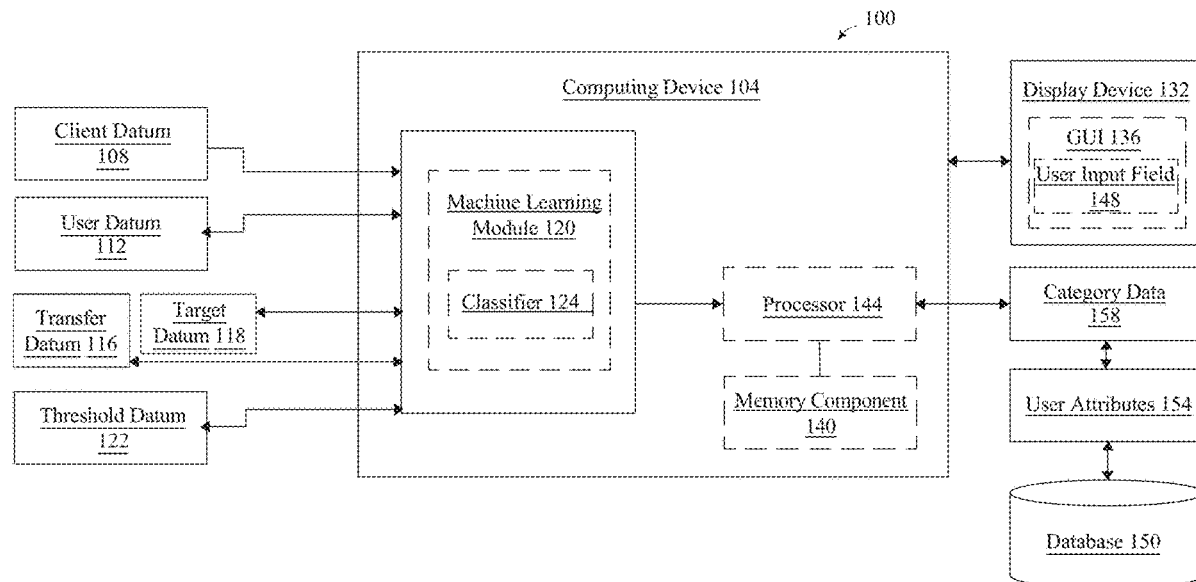 100
Computing Device 104
Client Datum
108
User Datum
112
Transfer
Datum 116
Target
Datum 118
Threshold Datum
122
Machine Learning
Module 120
Classifier 124
Processor 144
Memory Component
140
Display Device 132
GUI 136
User Input Field
148
Category Data
158
User Attributes 154
Database 150